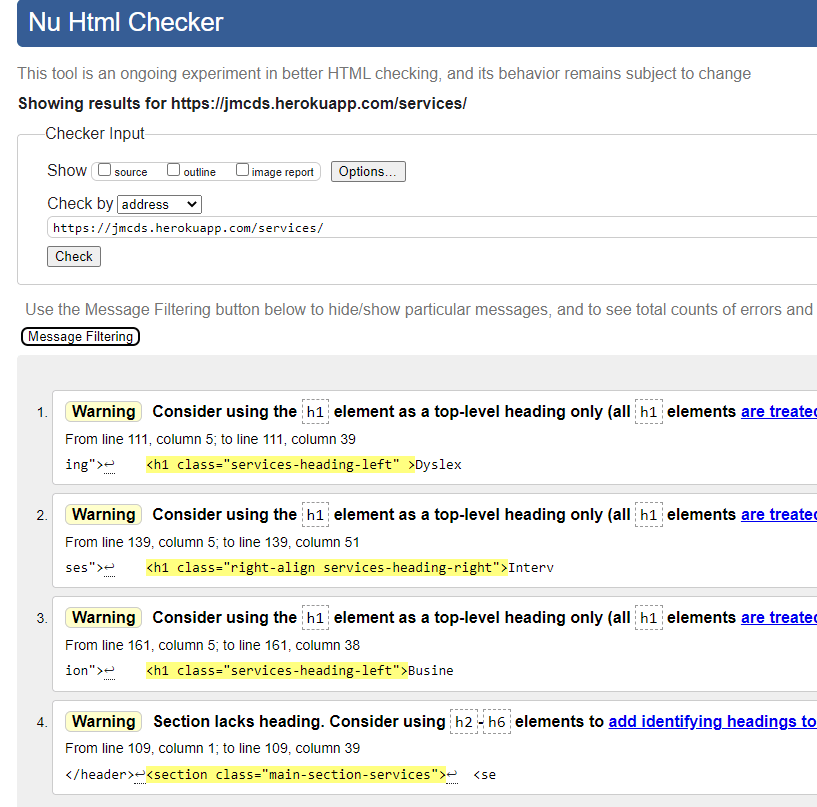 Nu Html Checker
This tool is an ongoing experiment in better HTML checking, and its behavior remains subject to change
Showing results for https://jmcds.herokuapp.com/services/
Checker Input
Show source outline image report Options...
Check by address
https://jmcds.herokuapp.com/services/
Check
Use the Message Filtering button below to hide/show particular messages, and to see total counts of errors and
Message Filtering
1. Warning Consider using the h1 element as a top-level heading only (all h1 elements are treated
From line 111, column 5; to line 111, column 39
ing">↩ <h1 class="services-heading-left" >Dyslex
2. Warning Consider using the h1 element as a top-level heading only (all h1 elements are treated
From line 139, column 5; to line 139, column 51
ses">↩ <h1 class="right-align services-heading-right">Interv
3. Warning Consider using the h1 element as a top-level heading only (all h1 elements are treated
From line 161, column 5; to line 161, column 38
ion">↩ <h1 class="services-heading-left">Busine
4. Warning Section lacks heading. Consider using h2-h6 elements to add identifying headings to
From line 109, column 1; to line 109, column 39
</header>↩<section class="main-section-services">↩ <se